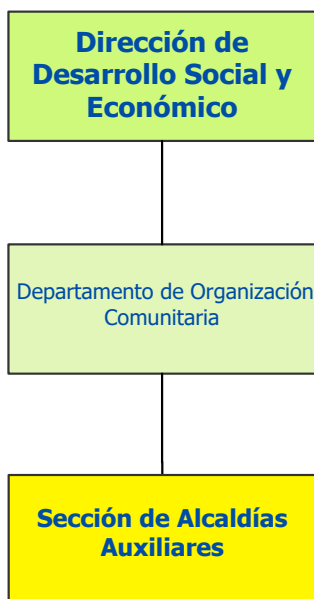 Dirección de
Desarrollo Social y
Económico
Departamento de Organización
Comunitaria
Sección de Alcaldías
Auxiliares